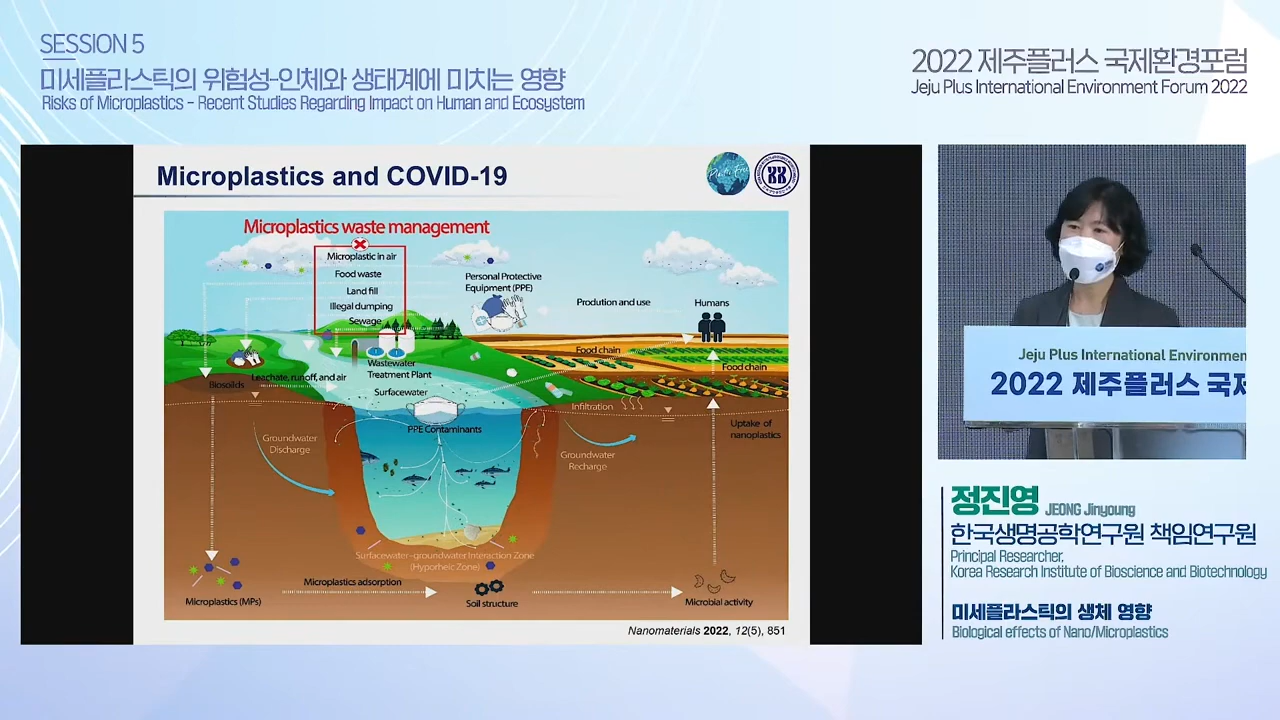 SESSION 5
미세플라스틱의 위험성-인체와 생태계에 미치는 영향
Risks of Microplastics - Recent Studies Regarding Impact on Human and Ecosystem
2022 제주플러스 국제환경포럼
Jeju Plus International Environment Forum 2022
Microplastics and COVID-19
Microplastics waste management
Microplastic in air
Food waste
Land fill
Illegal dumping
Sewage
Personal Protective
Equipment (PPE)
Prodution and use
Humans
Wastewater
Treatment Plant
Food chain
Food chain
Biosoilds
Leachate, runoff, and air
Surfacewater
PPE Contaminants
Infiltration
Uptake of
nanoplastics
Groundwater
Discharge
Groundwater
Recharge
Surfacewater-groundwater Interaction Zone
(Hyporheic Zone)
Microplastics (MPs)
Microplastics adsorption
Soil structure
Microbial activity
Nanomaterials 2022, 12(5), 851
Jeju Plus International Environmen
2022 제주플러스 국제
정진영 JEONG Jinyoung
한국생명공학연구원 책임연구원
Principal Researcher,
Korea Research Institute of Bioscience and Biotechnology
미세플라스틱의 생체 영향
Biological effects of Nano/Microplastics